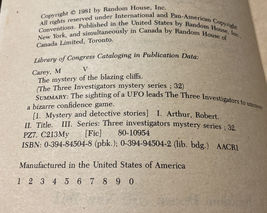 Copyright © 1981 by Random House, Inc.
All rights reserved under International and Pan-American Copyright
Conventions. Published in the United States by Random House, Inc.
New York, and simultaneously in Canada by Random House of
Canada Limited, Toronto.
Library of Congress Cataloging in Publication Data:
Carey, M V
The mystery of the blazing cliffs.
(The Three Investigators mystery series ; 32)
SUMMARY: The sighting of a UFO leads The Three Investigators to
a bizarre confidence game.
[1. Mystery and detective stories] I. Arthur, Robert.
II. Title. III. Series: Three investigators mystery series ; 32.
PZ7. C213My [Fic] 80-10954
ISBN: 0-394-84504-8 (pbk.); 0-394-94504-2 (lib. bdg.) AACR1
Manufactured in the United States of America
1 2 3 4 5 6 7 8 9 0